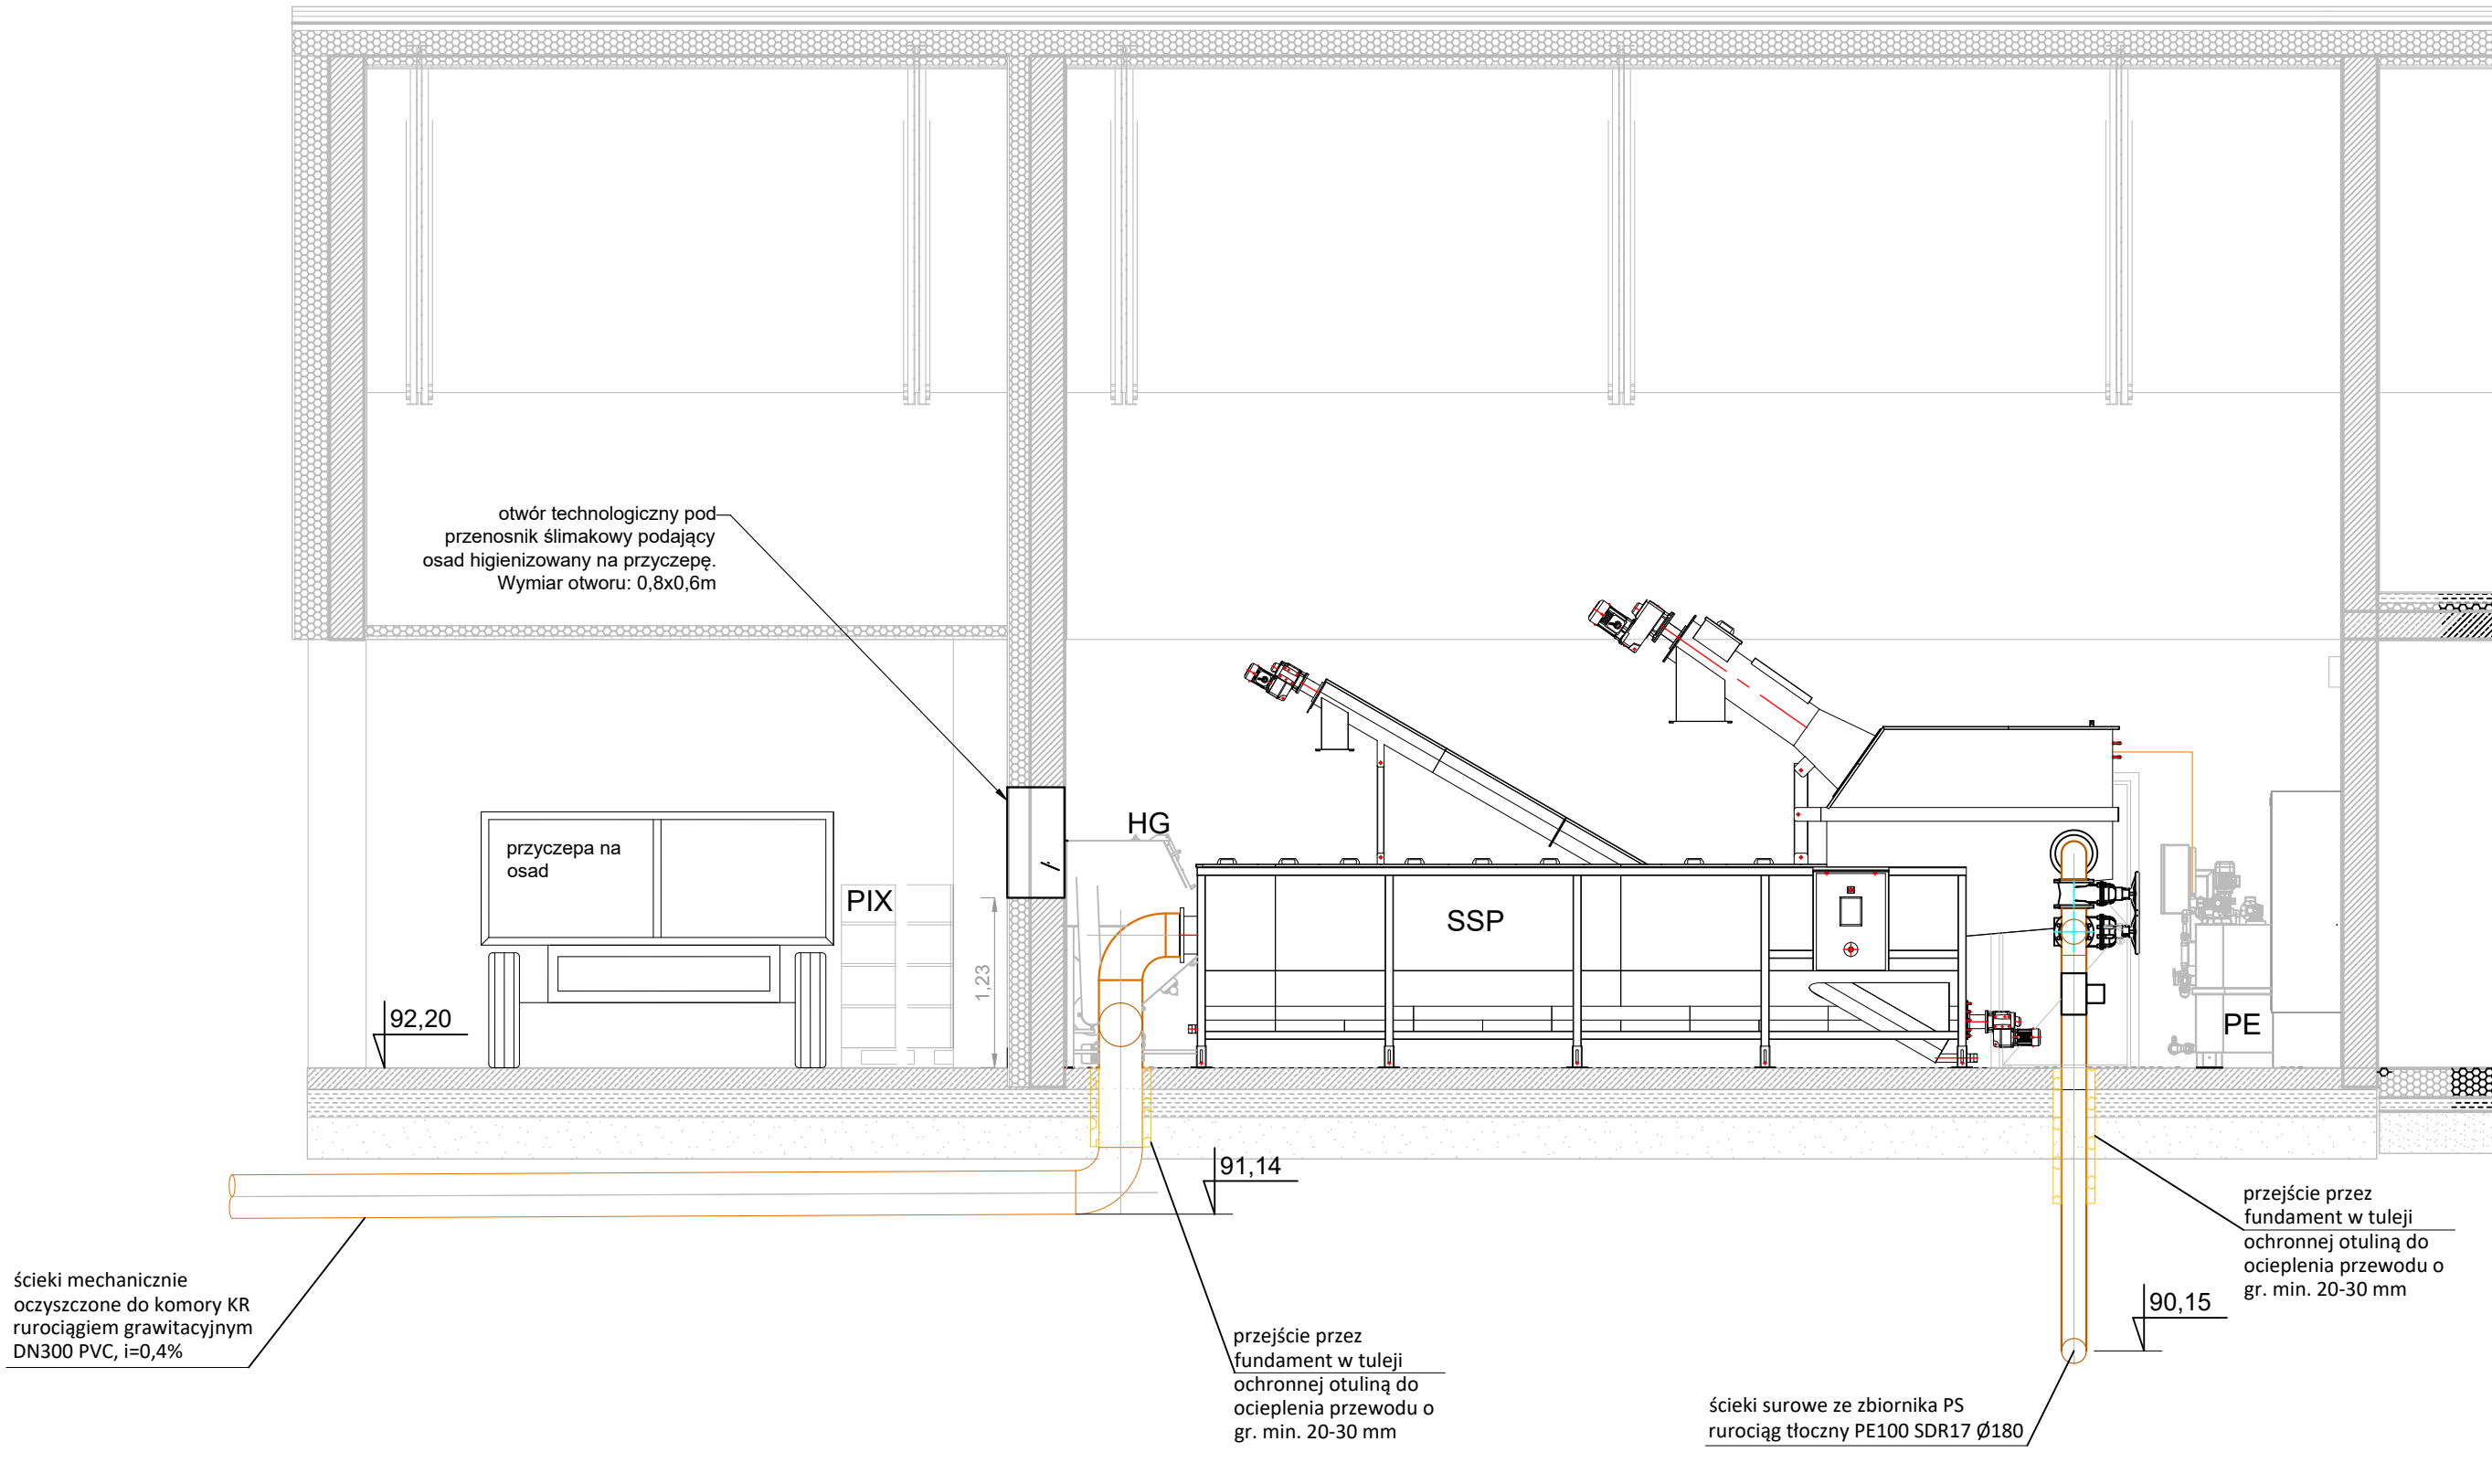 otwór technologiczny pod
przenosnik ślimakowy podający
osad higienizowany na przyczepę.
Wymiar otworu: 0,8x0,6m
przyczepa na
osad
PIX
HG
SSP
PE
1,23
92,20
91,14
90,15
ścieki mechanicznie
oczyszczone do komory KR
rurociągiem grawitacyjnym
DN300 PVC, i=0,4%
przejście przez
fundament w tuleji
ochronnej otuliną do
ocieplenia przewodu o
gr. min. 20-30 mm
ścieki surowe ze zbiornika PS
rurociąg tłoczny PE100 SDR17 Ø180
przejście przez
fundament w tuleji
ochronnej otuliną do
ocieplenia przewodu o
gr. min. 20-30 mm